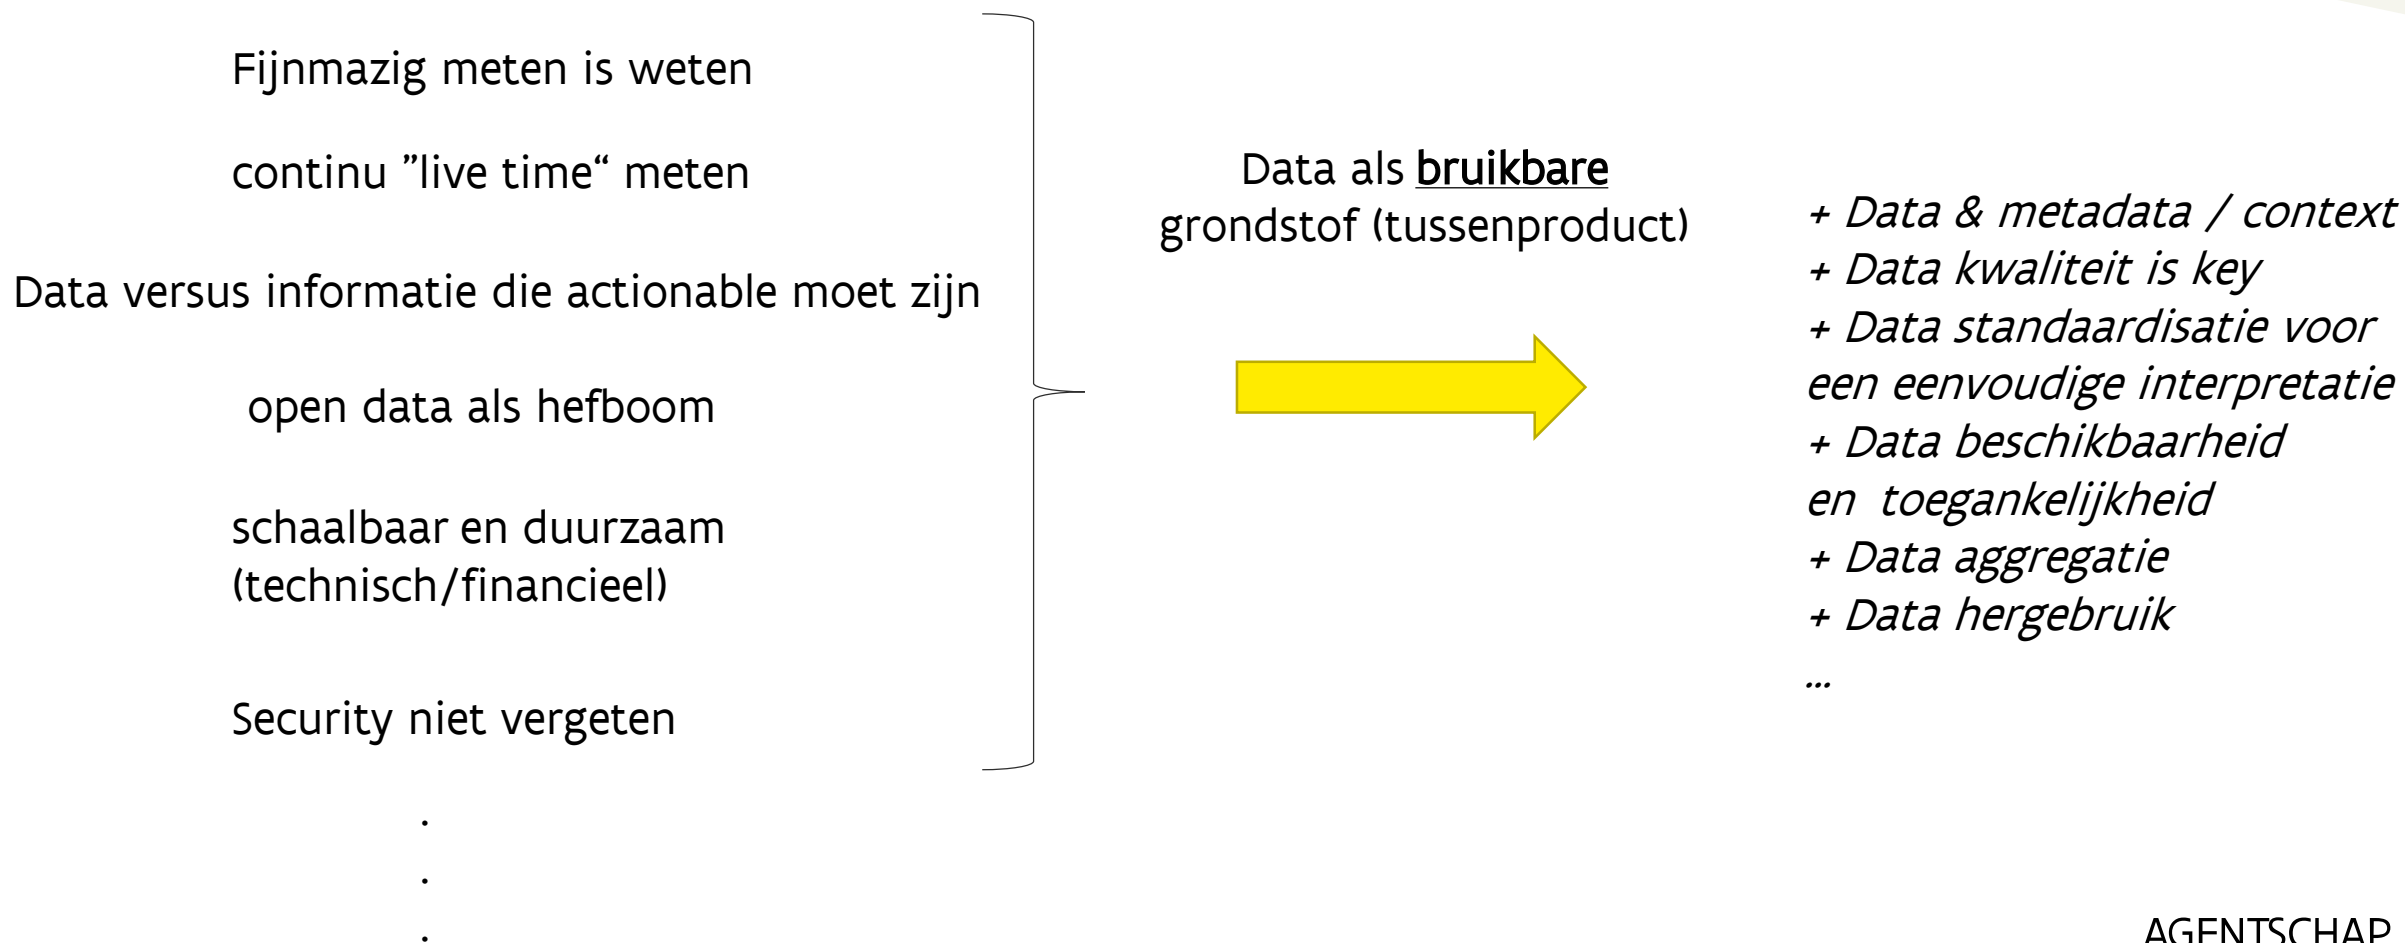 Fijnmazig meten is weten
continu ”live time“ meten
Data versus informatie die actionable moet zijn
open data als hefboom
schaalbaar en duurzaam
(technisch/financieel)
Security niet vergeten
.
.
.
Data als bruikbare
grondstof (tussenproduct)
+ Data & metadata / context
+ Data kwaliteit is key
+ Data standaardisatie voor
een eenvoudige interpretatie
+ Data beschikbaarheid
en toegankelijkheid
+ Data aggregatie
+ Data hergebruik
...
AGENTSCHAP